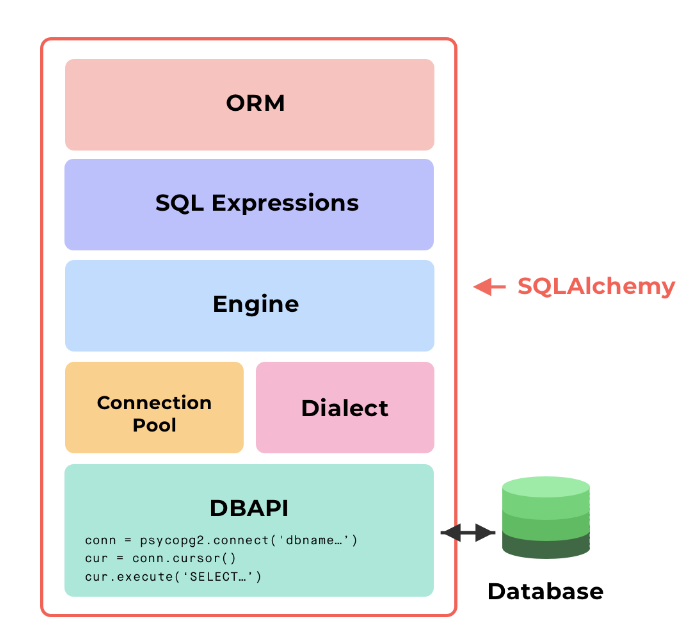 ORM
SQL Expressions
Engine
SQLAlchemy
Connection
Pool
Dialect
DBAPI
conn = psycopg2.connect(‘dbname…’)
cur = conn.cursor()
cur.execute(‘SELECT…’)
Database